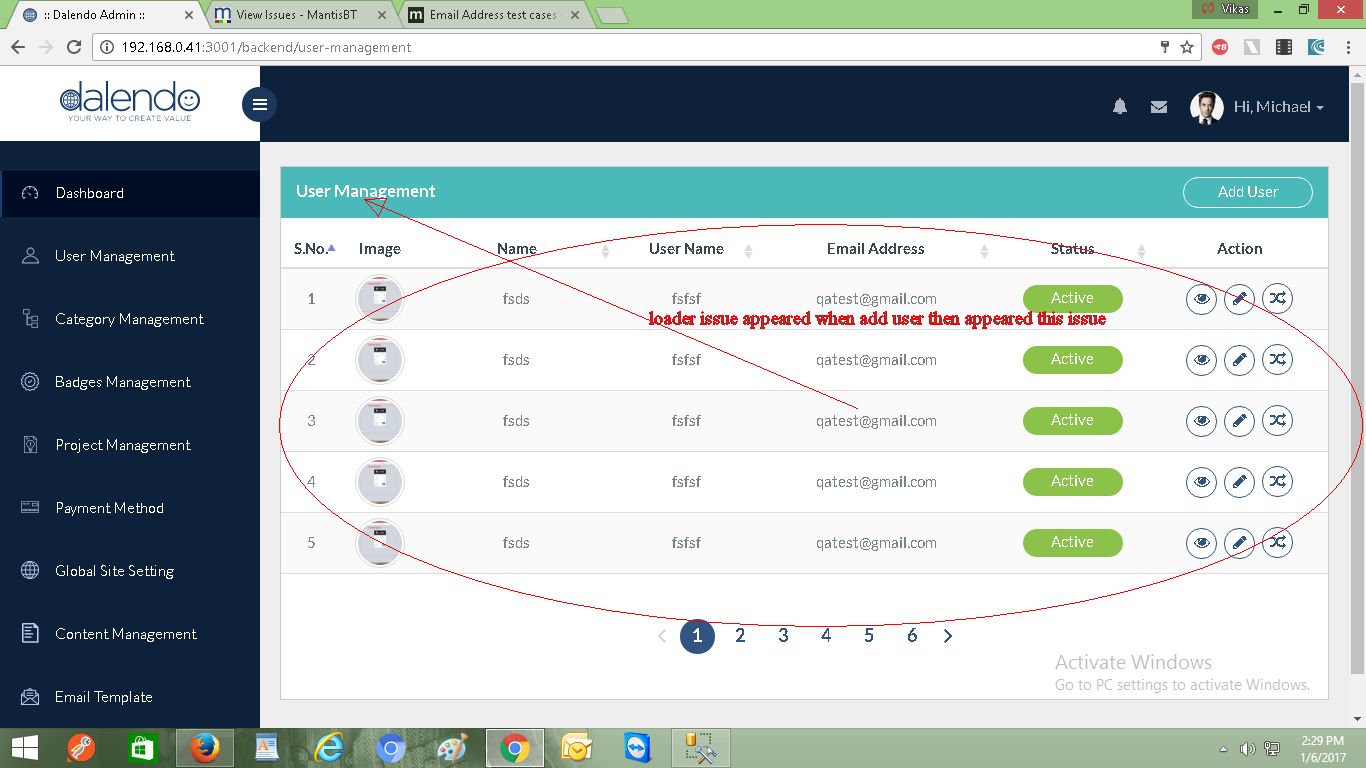 :: Dalendo Admin ::
View Issues - MantisBT
Email Address test cases
Vikas
192.168.0.41:3001/backend/user-management
dalendo
YOUR WAY TO CREATE VALUE
Hi, Michael
Dashboard
User Management
Category Management
Badges Management
Project Management
Payment Method
Global Site Setting
Content Management
Email Template
User Management
Add User
S.No. Image Name User Name Email Address Status Action
1 fsds fsfsf qatest@gmail.com Active
loader issue appeared when add user then appeared this issue
2 fsds fsfsf qatest@gmail.com Active
3 fsds fsfsf qatest@gmail.com Active
4 fsds fsfsf qatest@gmail.com Active
5 fsds fsfsf qatest@gmail.com Active
1 2 3 4 5 6
Activate Windows
Go to PC settings to activate Windows.
2:29 PM
1/6/2017